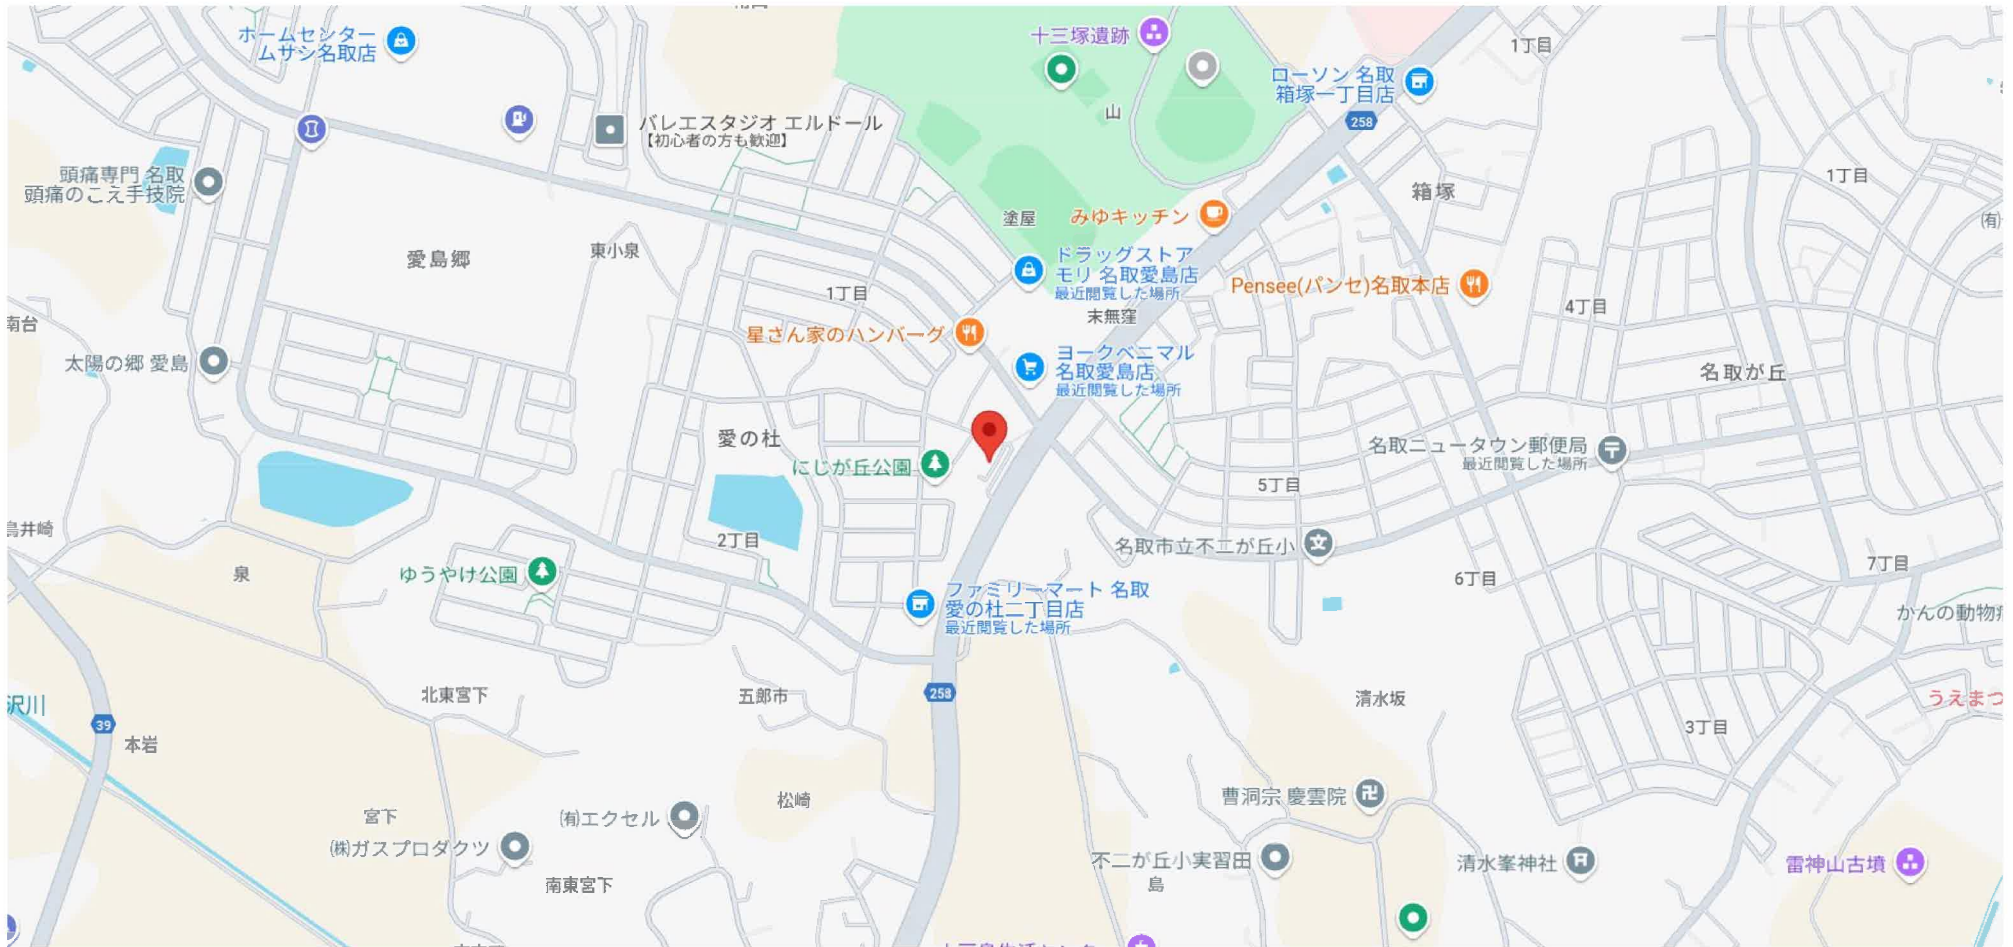 ホームセンター
ムサシ名取店
十三塚遺跡
1丁目
ローソン 名取
箱塚一丁目店
258
山
バレエスタジオ エルドール
【初心者の方も歓迎】
頭痛専門 名取
頭痛のこえ手技院
1丁目
箱塚
(有)
塗屋
みゆキッチン
愛島郷
東小泉
ドラッグストア
モリ 名取愛島店
最近閲覧した場所
Pensee(パンセ)名取本店
1丁目
4丁目
末無窪
南台
星さん家のハンバーグ
太陽の郷 愛島
ヨークベニマル
名取愛島店
最近閲覧した場所
名取が丘
愛の杜
にじが丘公園
名取ニュータウン郵便局
最近閲覧した場所
5丁目
鳥井崎
2丁目
名取市立不二が丘小
泉
ゆうやけ公園
7丁目
6丁目
ファミリーマート 名取
愛の杜二丁目店
最近閲覧した場所
かんの動物病
北東宮下
五郎市
258
清水坂
うえまつ
沢川
39
本岩
3丁目
松崎
曹洞宗 慶雲院
宮下
(有)エクセル
(株)ガスプロダクツ
不二が丘小実習田
島
清水峯神社
雷神山古墳
南東宮下